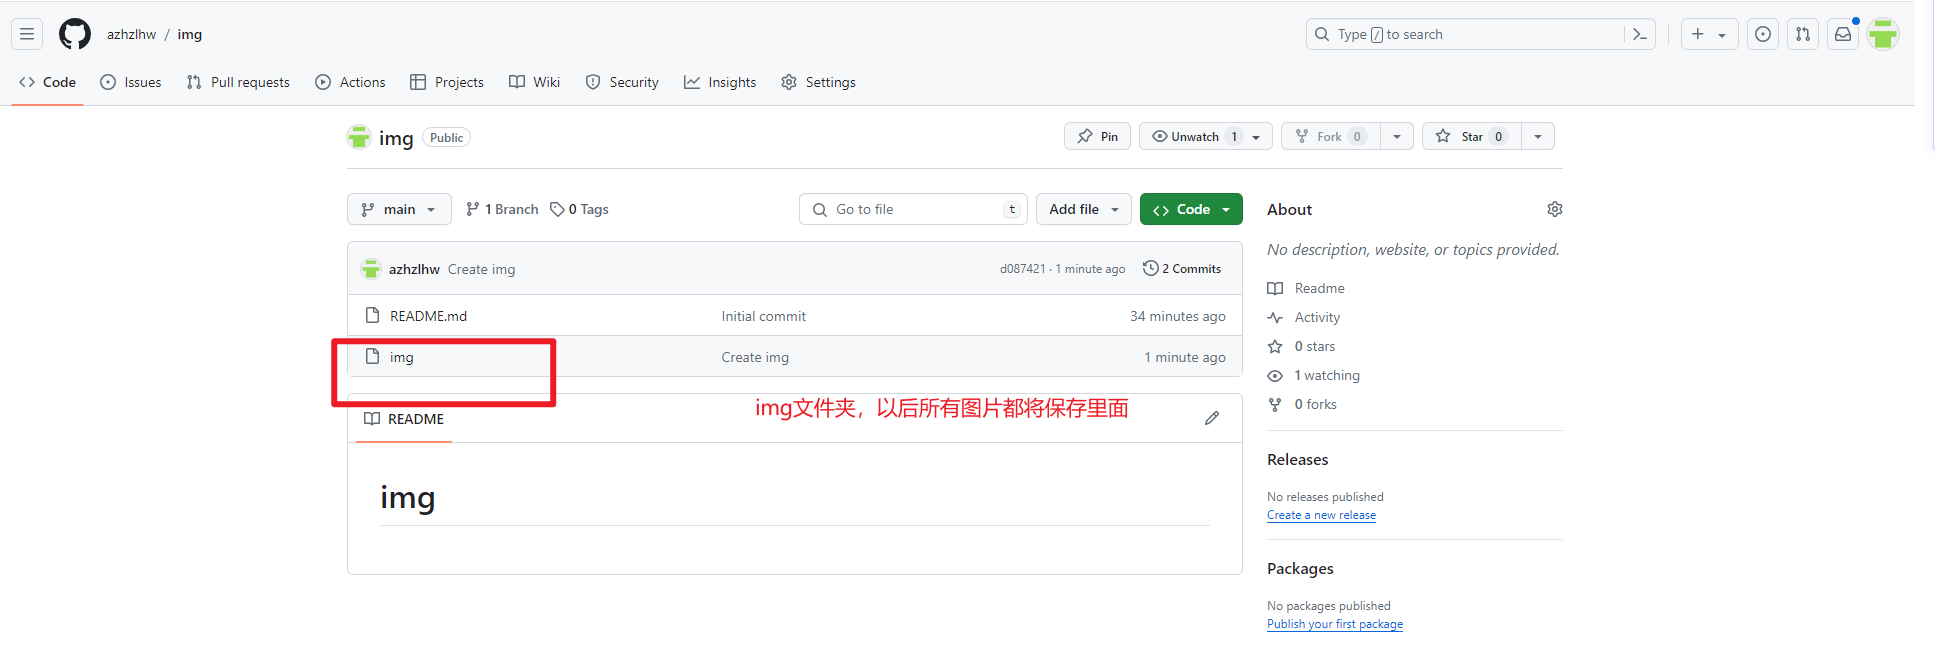 azhzlhw / img
Type / to search
Code
Issues
Pull requests
Actions
Projects
Wiki
Security
Insights
Settings
img Public
Pin
Unwatch 1
Fork 0
Star 0
main
1 Branch
0 Tags
Go to file t
Add file
Code
azhzlhw Create img d087421 · 1 minute ago 2 Commits
README.md Initial commit 34 minutes ago
img Create img 1 minute ago
img文件夹，以后所有图片都将保存里面
README
img
About
No description, website, or topics provided.
Readme
Activity
0 stars
1 watching
0 forks
Releases
No releases published
Create a new release
Packages
No packages published
Publish your first package